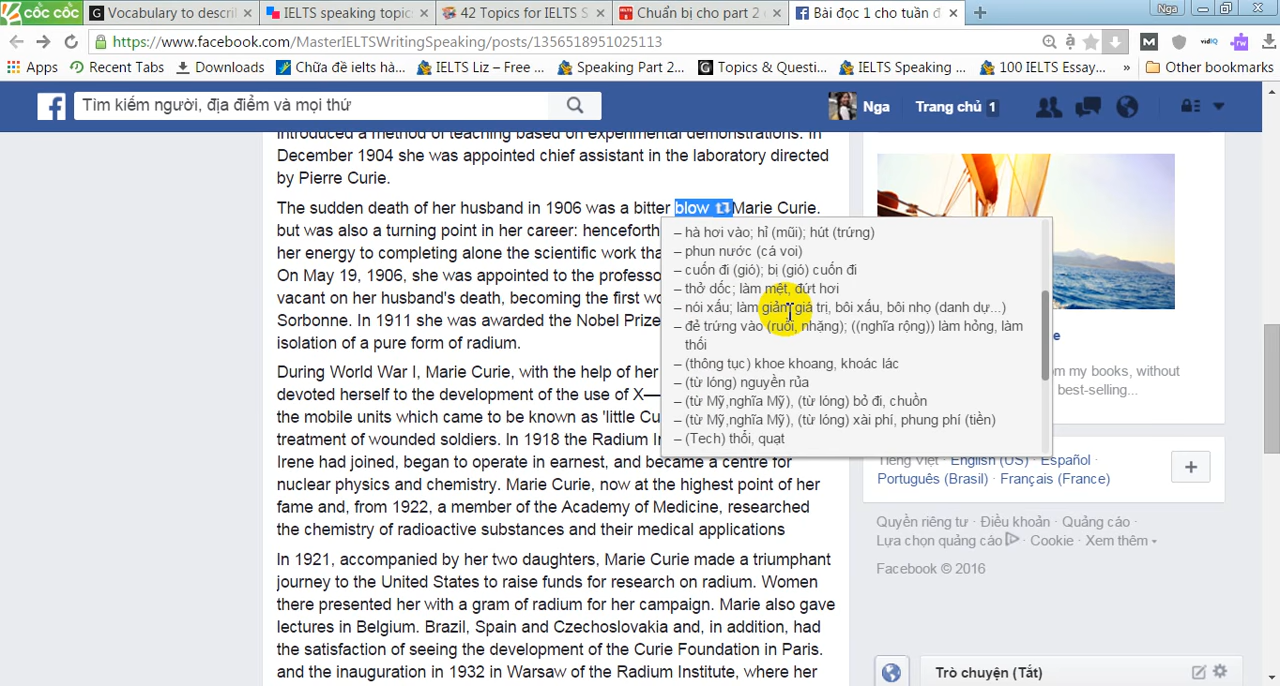 cốc cốc
Vocabulary to descril
IELTS speaking topic
42 Topics for IELTS S
Chuẩn bị cho part 2 c
Bài đọc 1 cho tuần đ
Nga
https://www.facebook.com/MasterIELTSWritingSpeaking/posts/1356518951025113
Apps
Recent Tabs
Downloads
Chữa đề ielts hà...
IELTS Liz – Free ...
Speaking Part 2...
Topics & Questi...
IELTS Speaking ...
100 IELTS Essay...
»
Other bookmarks
Tìm kiếm người, địa điểm và mọi thứ
Nga
Trang chủ 1
introduced a method of teaching based on experimental demonstrations. In
December 1904 she was appointed chief assistant in the laboratory directed
by Pierre Curie.
The sudden death of her husband in 1906 was a bitter blow Marie Curie.
but was also a turning point in her career: henceforth
her energy to completing alone the scientific work tha
On May 19, 1906, she was appointed to the professo
vacant on her husband's death, becoming the first wo
Sorbonne. In 1911 she was awarded the Nobel Prize
isolation of a pure form of radium.
During World War I, Marie Curie, with the help of her
devoted herself to the development of the use of X—
the mobile units which came to be known as 'little Cu
treatment of wounded soldiers. In 1918 the Radium I
Irene had joined, began to operate in earnest, and became a centre for
nuclear physics and chemistry. Marie Curie, now at the highest point of her
fame and, from 1922, a member of the Academy of Medicine, researched
the chemistry of radioactive substances and their medical applications
In 1921, accompanied by her two daughters, Marie Curie made a triumphant
journey to the United States to raise funds for research on radium. Women
there presented her with a gram of radium for her campaign. Marie also gave
lectures in Belgium. Brazil, Spain and Czechoslovakia and, in addition, had
the satisfaction of seeing the development of the Curie Foundation in Paris.
and the inauguration in 1932 in Warsaw of the Radium Institute, where her
– hà hơi vào; hỉ (mũi); hút (trứng)
– phun nước (cá voi)
– cuốn đi (gió); bị (gió) cuốn đi
– thở dốc; làm mệt, đứt hơi
– nói xấu; làm giảm giá trị, bôi xấu, bôi nhọ (danh dự...)
– đẻ trứng vào (ruồi, nhặng); ((nghĩa rộng)) làm hỏng, làm
thối
– (thông tục) khoe khoang, khoác lác
– (từ lóng) nguyền rủa
– (từ Mỹ,nghĩa Mỹ), (từ lóng) bỏ đi, chuồn
– (từ Mỹ,nghĩa Mỹ), (từ lóng) xài phí, phung phí (tiền)
– (Tech) thổi, quạt
e
om my books, without
best-selling...
Tiếng Việt · English (US) · Español ·
Português (Brasil) · Français (France)
Quyền riêng tư · Điều khoản · Quảng cáo ·
Lựa chọn quảng cáo · Cookie · Xem thêm
Facebook © 2016
Trò chuyện (Tắt)